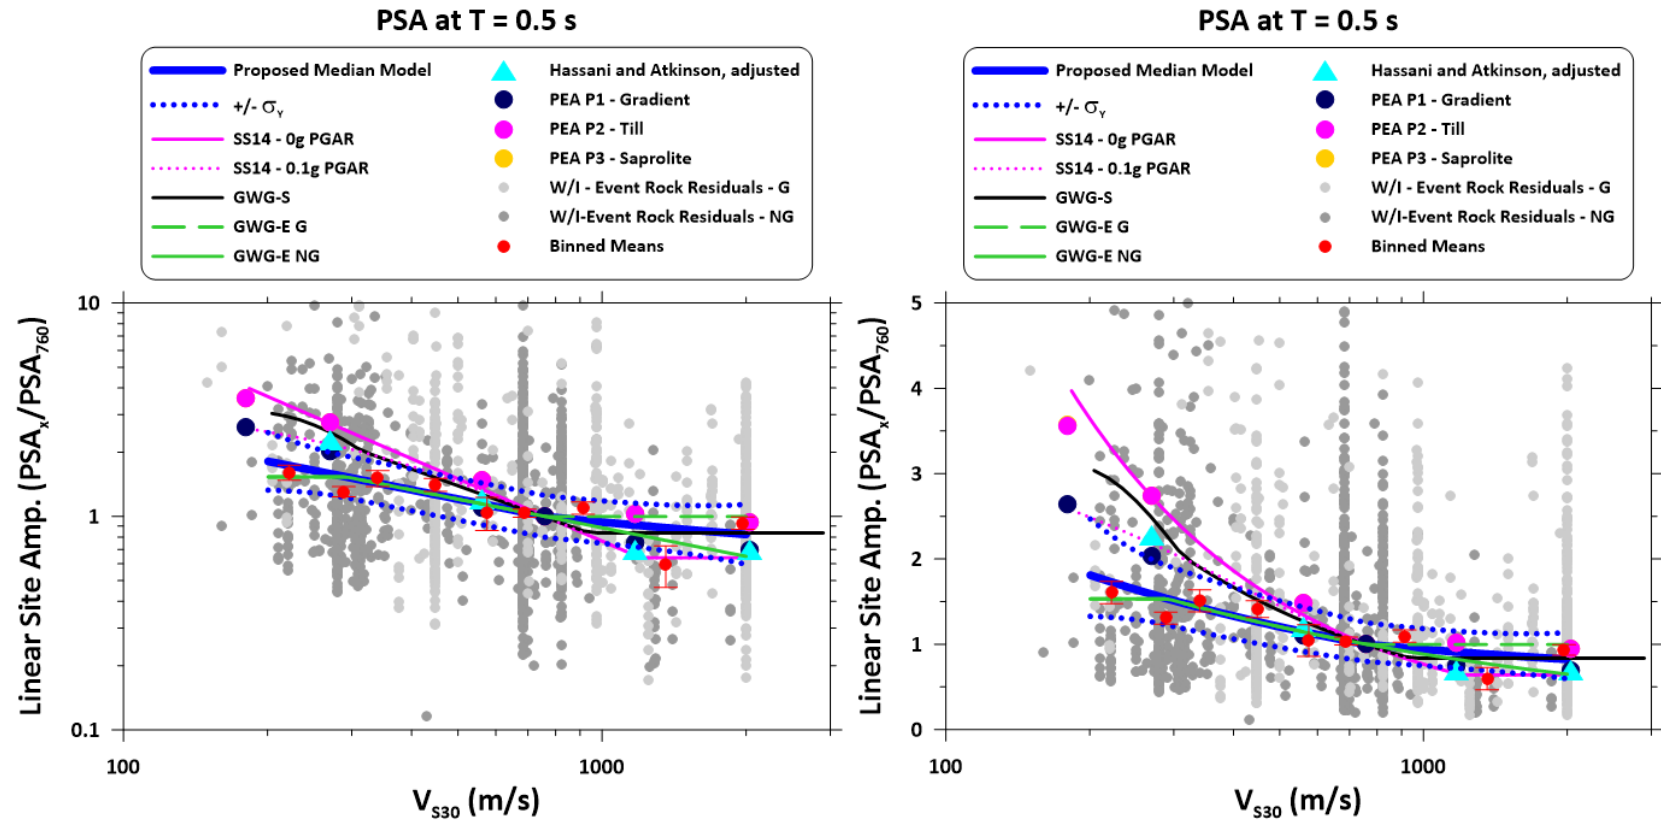 PSA at T = 0.5 s
Proposed Median Model
+/- σY
SS14 - 0g PGAR
SS14 - 0.1g PGAR
GWG-S
GWG-E G
GWG-E NG
Hassani and Atkinson, adjusted
PEA P1 - Gradient
PEA P2 - Till
PEA P3 - Saprolite
W/I - Event Rock Residuals - G
W/I-Event Rock Residuals - NG
Binned Means
Linear Site Amp. (PSAx/PSA760)
10
1
0.1
100
1000
VS30 (m/s)
PSA at T = 0.5 s
Proposed Median Model
+/- σY
SS14 - 0g PGAR
SS14 - 0.1g PGAR
GWG-S
GWG-E G
GWG-E NG
Hassani and Atkinson, adjusted
PEA P1 - Gradient
PEA P2 - Till
PEA P3 - Saprolite
W/I - Event Rock Residuals - G
W/I-Event Rock Residuals - NG
Binned Means
Linear Site Amp. (PSAx/PSA760)
5
4
3
2
1
0
100
1000
VS30 (m/s)